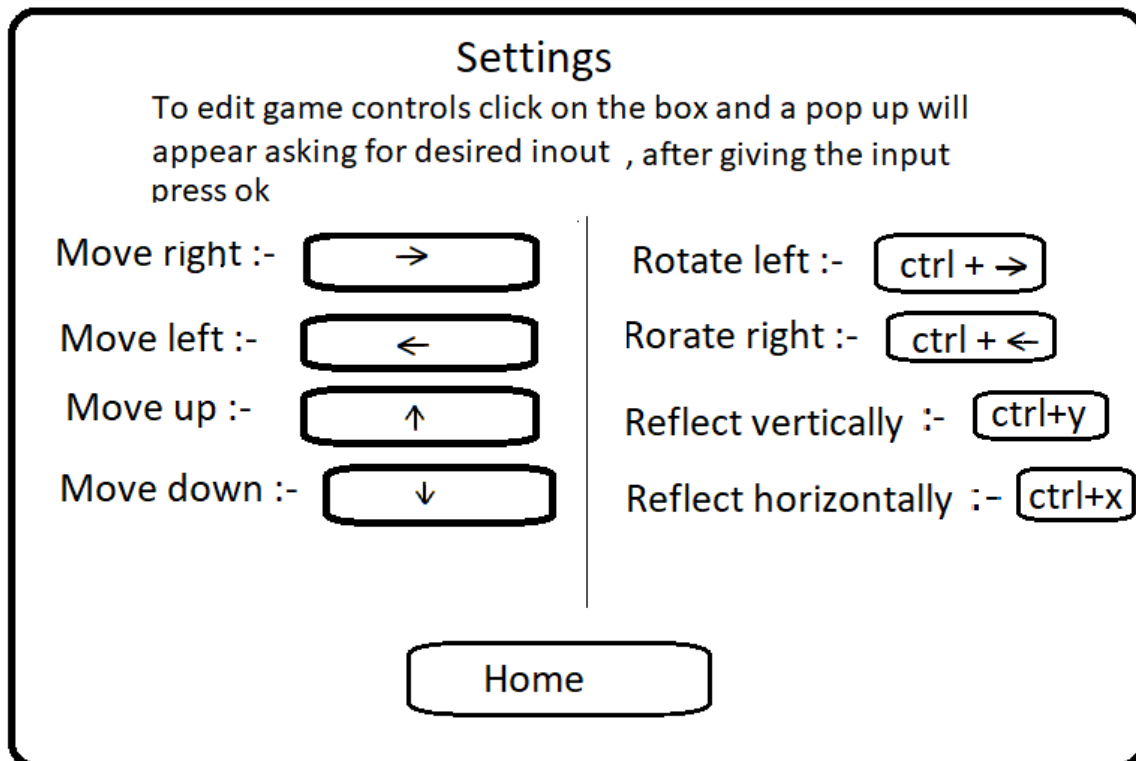 Settings
To edit game controls click on the box and a pop up will
appear asking for desired inout , after giving the input
press ok
Move right :- →
Move left :- ←
Move up :- ↑
Move down :- ↓
Rotate left :- ctrl + →
Rorate right :- ctrl + ←
Reflect vertically :- ctrl+y
Reflect horizontally :- ctrl+x
Home